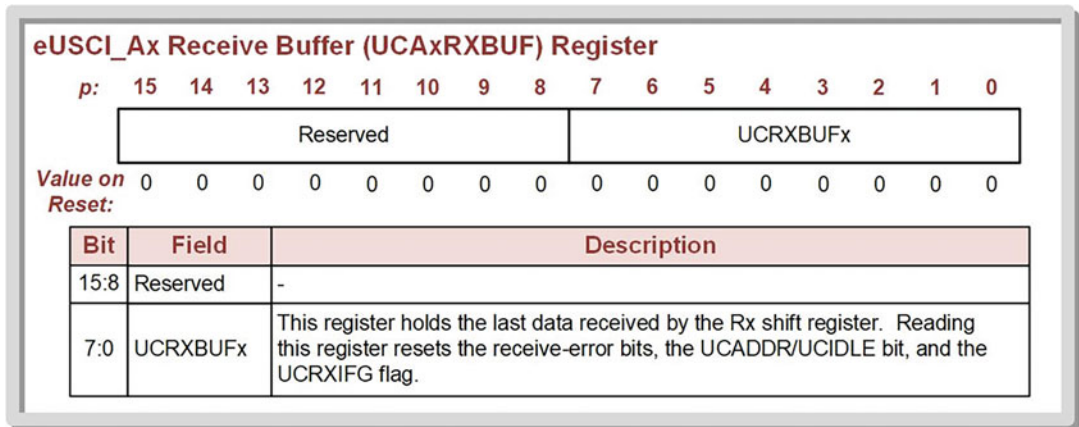 eUSCI_Ax Receive Buffer (UCAxRXBUF) Register
p: 15 14 13 12 11 10 9 8 7 6 5 4 3 2 1 0
Reserved UCRXBUFx
Value on Reset: 0 0 0 0 0 0 0 0 0 0 0 0 0 0 0 0
Bit Field Description
15:8 Reserved -
7:0 UCRXBUFx This register holds the last data received by the Rx shift register. Reading
this register resets the receive-error bits, the UCADDR/UCIDLE bit, and the
UCRXIFG flag.